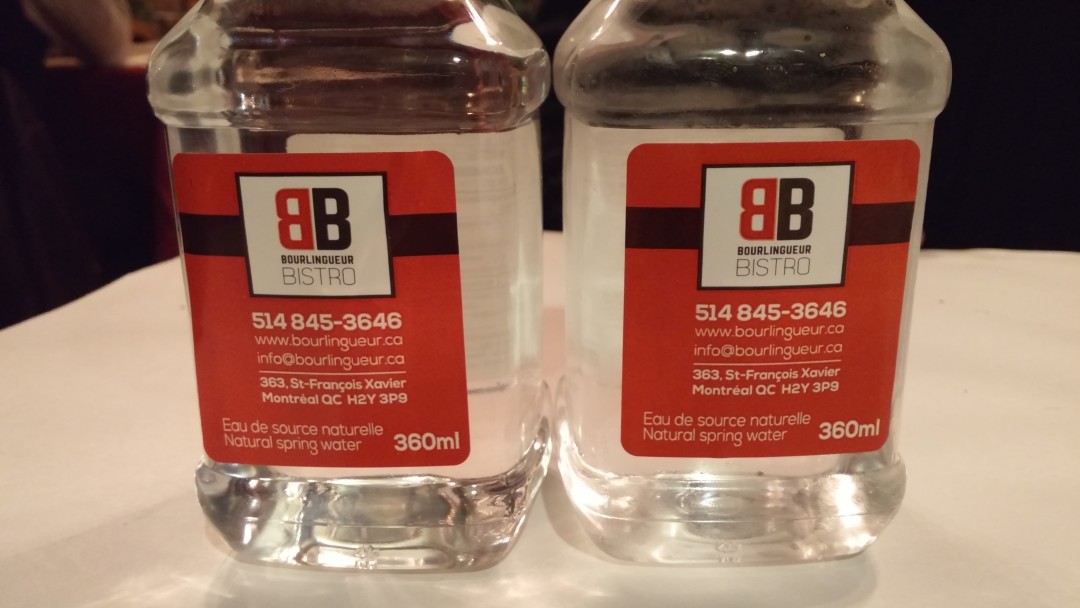 BB
BOURLINGUEUR
BISTRO
514 845-3646
www.bourlingueur.ca
info@bourlingueur.ca
363, St-François Xavier
Montréal QC H2Y 3P9
Eau de source naturelle
Natural spring water
360ml
BB
BOURLINGUEUR
BISTRO
514 845-3646
www.bourlingueur.ca
info@bourlingueur.ca
363, St-François Xavier
Montréal QC H2Y 3P9
Eau de source naturelle
Natural spring water
360ml